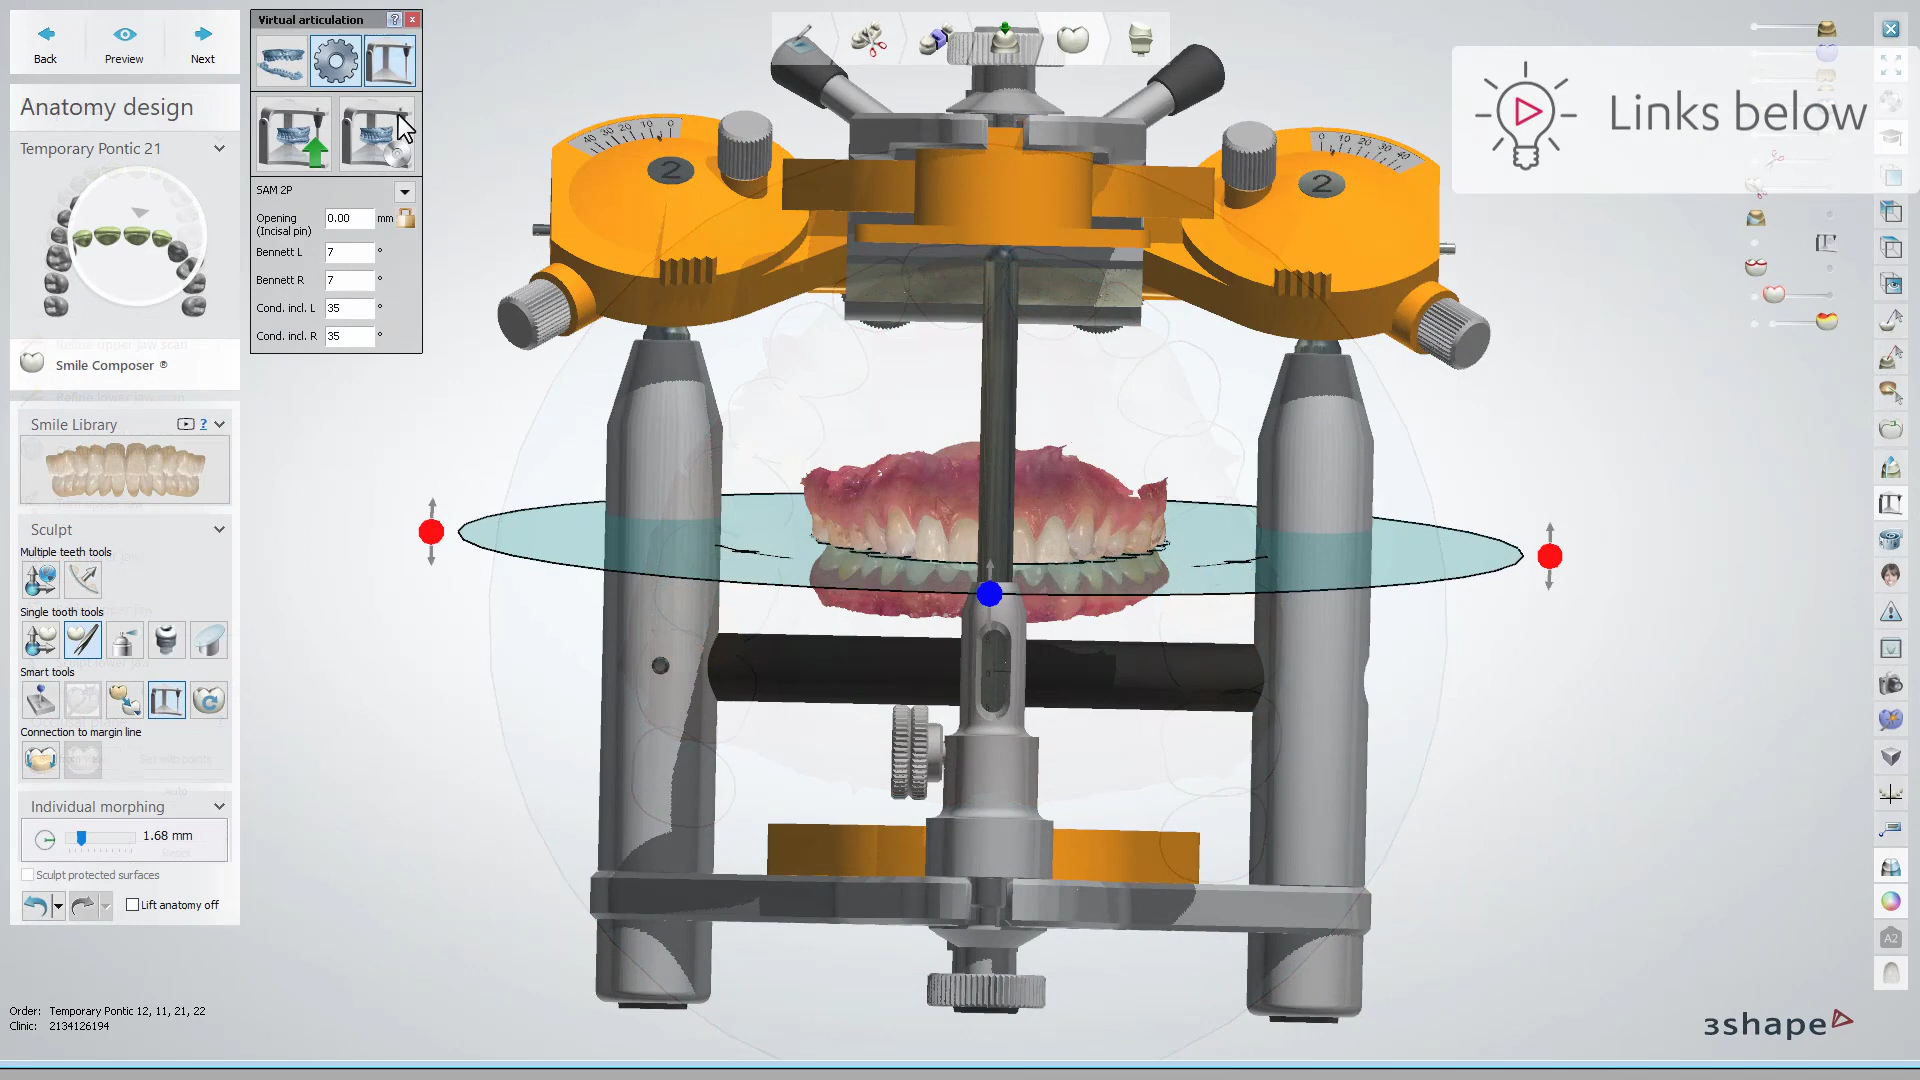 Back
Preview
Next
Anatomy design
Temporary Pontic 21
Smile Composer ®
Smile Library
?
Sculpt
Multiple teeth tools
Single tooth tools
Smart tools
Connection to margin line
Individual morphing
1.68 mm
Sculpt protected surfaces
Lift anatomy off
Order: Temporary Pontic 12, 11, 21, 22
Clinic: 2134126194
Virtual articulation
?
SAM 2P
Opening
(Incisal pin)
0.00
mm
Bennett L
7
°
Bennett R
7
°
Cond. incl. L
35
°
Cond. incl. R
35
°
40 30 20 10 0
2
0 10 20 30 40
2
Links below
A2
3shape